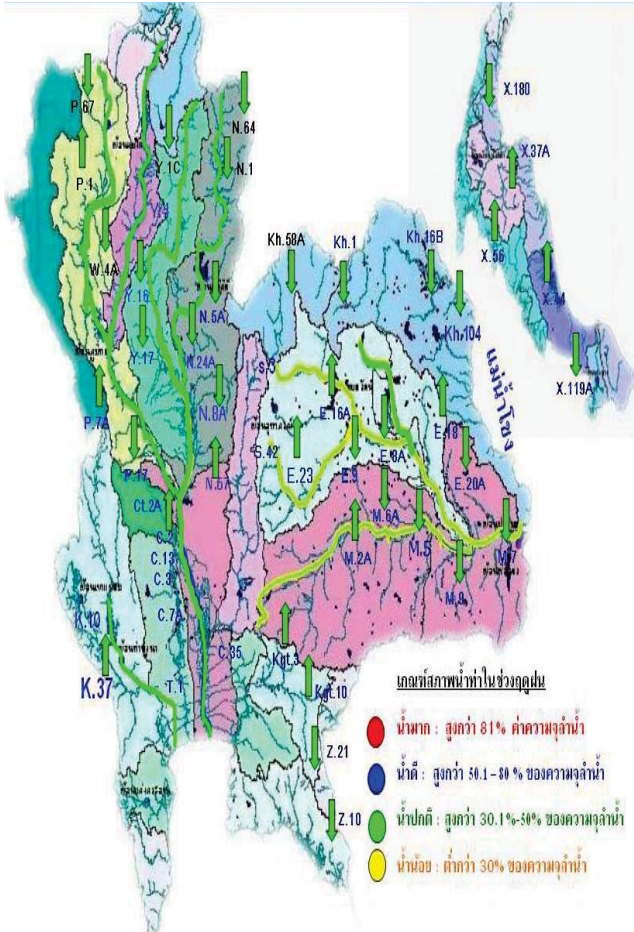 X.180
P.67
N.64
Y.1C
N.1
X.37A
P.1
Y.4
Kh.58A
Kh.1
Kh.16B
W.4A
X.56
Y.16
X.44
N.5A
Kh.104
Y.17
W.24A
แม่น้ำโขง
S.3
X.119A
N.8A
E.16A
P.7A
E.18
S.42
E.8A
P.17
E.23
E.9
E.20A
N.67
Ct.2A
M.6A
C.2
M.2A
M.5
M.7
C.13
C.3
M.9
K.10
C.7A
C.35
Kgt.3
K.37
T.1
Kgt.10
เกณฑ์สภาพน้ำท่าในช่วงฤดูฝน
น้ำมาก : สูงกว่า 81% ค่าความจุลำน้ำ
Z.21
น้ำดี : สูงกว่า 50.1 - 80 % ของความจุลำน้ำ
Z.10
น้ำปกติ : สูงกว่า 30.1%-50% ของความจุลำน้ำ
น้ำน้อย : ต่ำกว่า 30% ของความจุลำน้ำ